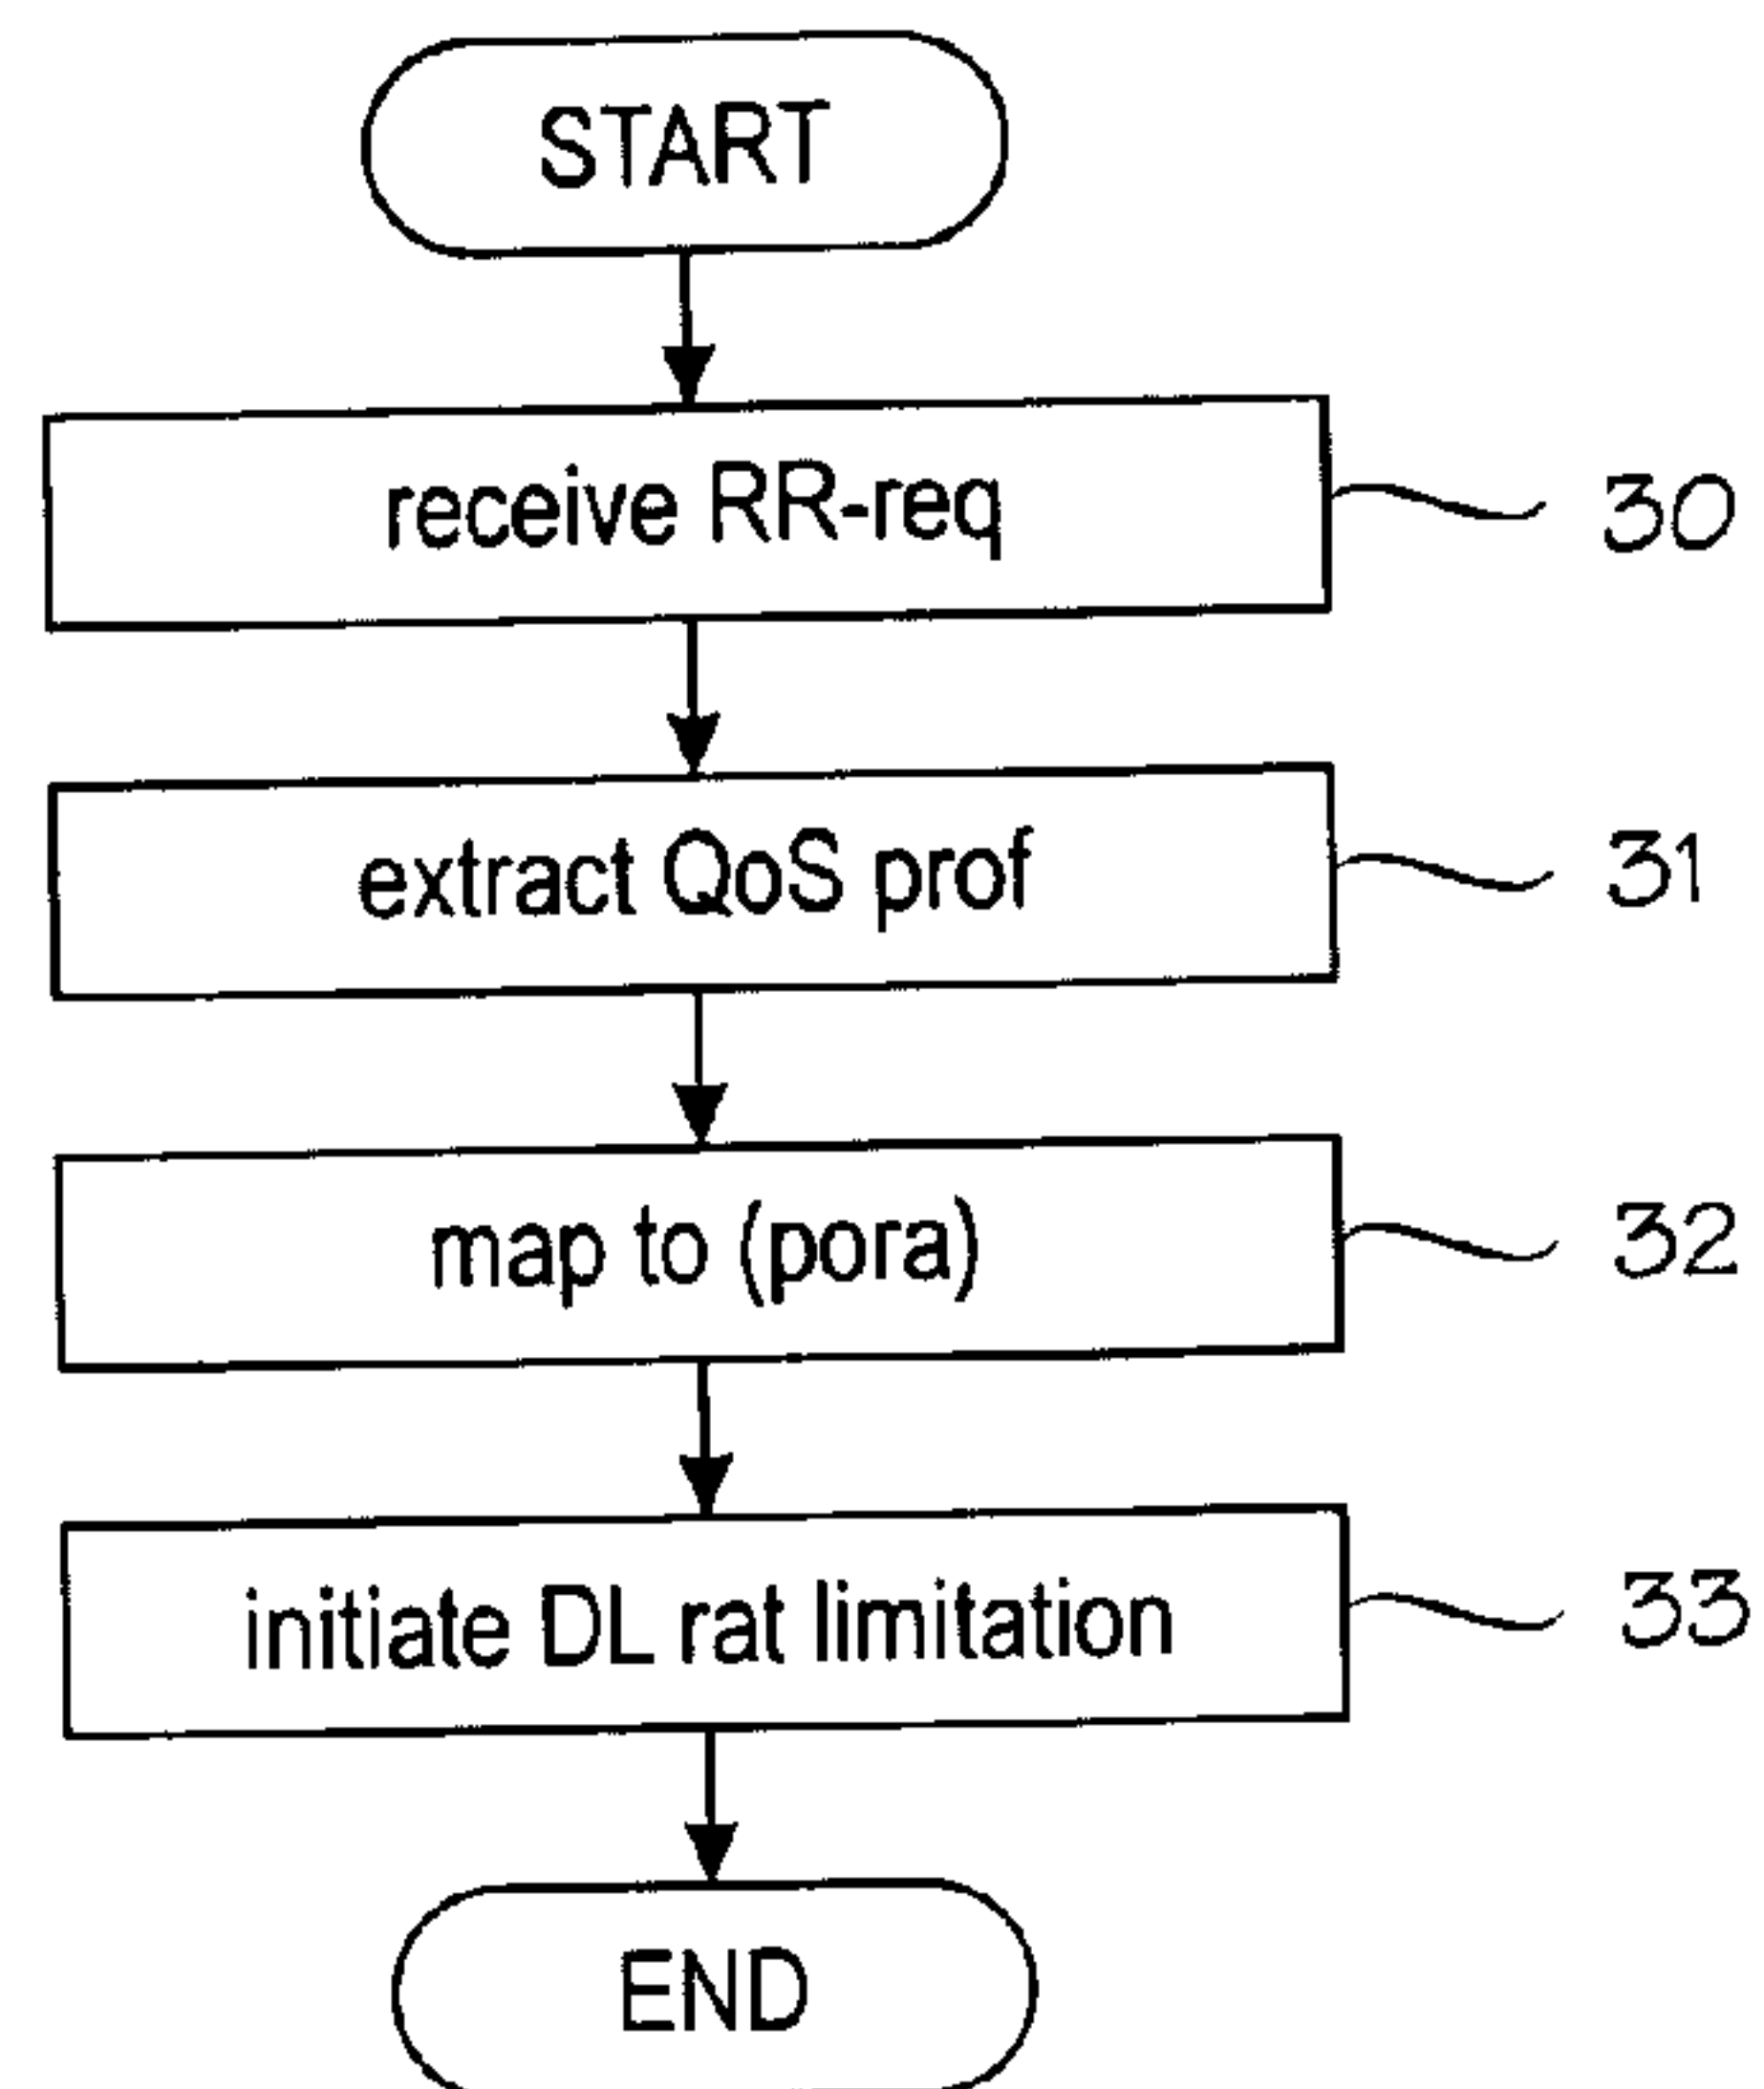 START
receive RR-req
30
extract QoS prof
31
map to (pora)
32
initiate DL rat limitation
33
END